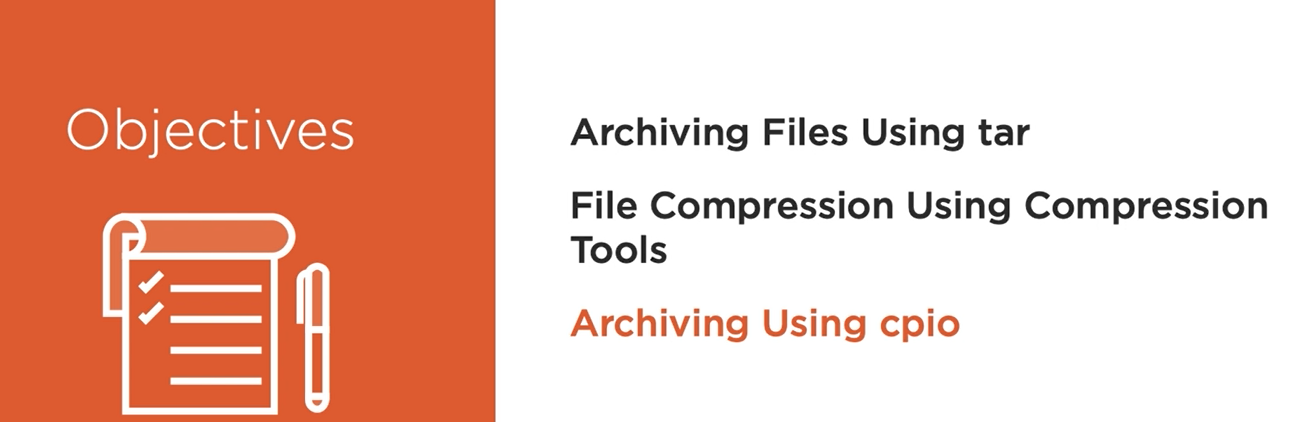 Objectives
Archiving Files Using tar
File Compression Using Compression
Tools
Archiving Using cpio